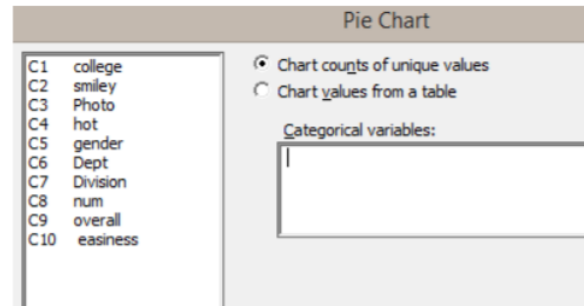 Pie Chart
C1 college
C2 smiley
C3 Photo
C4 hot
C5 gender
C6 Dept
C7 Division
C8 num
C9 overall
C10 easiness
Chart counts of unique values
Chart values from a table
Categorical variables: